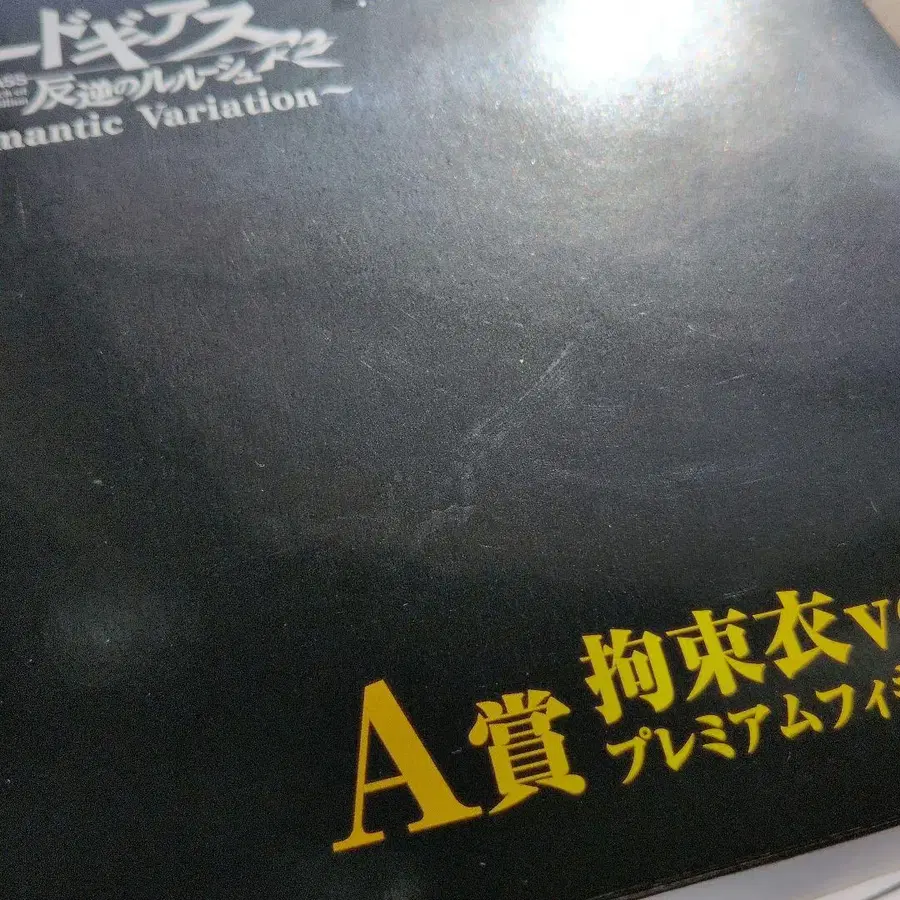 ードギアス
反逆のルルーシュR2
mantic Variation〜
A賞
拘束衣ve
プレミアムフィギ